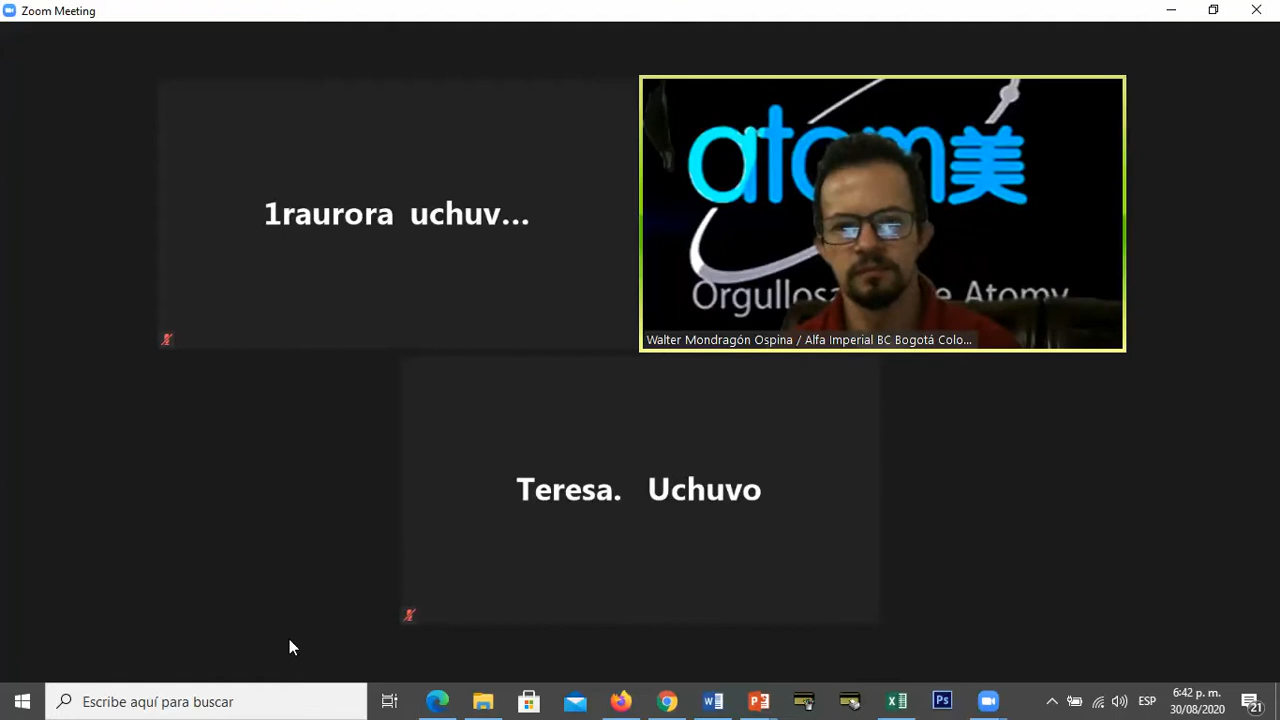 Zoom Meeting
1raurora uchuv...
atom美
Orgullosa e Atomy
Walter Mondragón Ospina / Alfa Imperial BC Bogotá Colo...
Teresa. Uchuvo
Escribe aquí para buscar
ESP
6:42 p. m.
30/08/2020
21